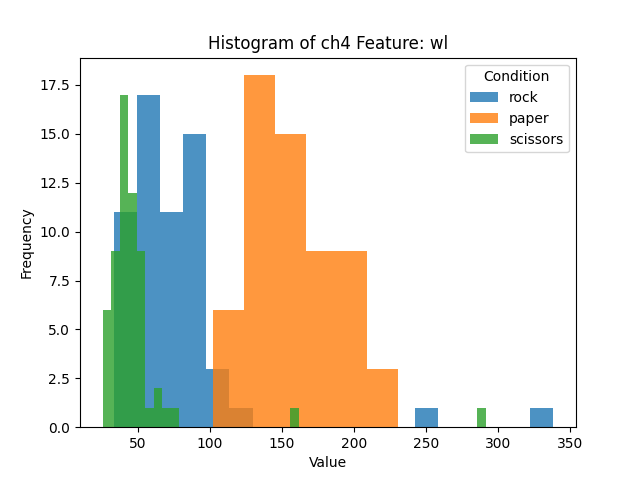 Histogram of ch4 Feature: wl
Condition
rock
paper
scissors
Frequency
17.5
15.0
12.5
10.0
7.5
5.0
2.5
0.0
50 100 150 200 250 300 350
Value